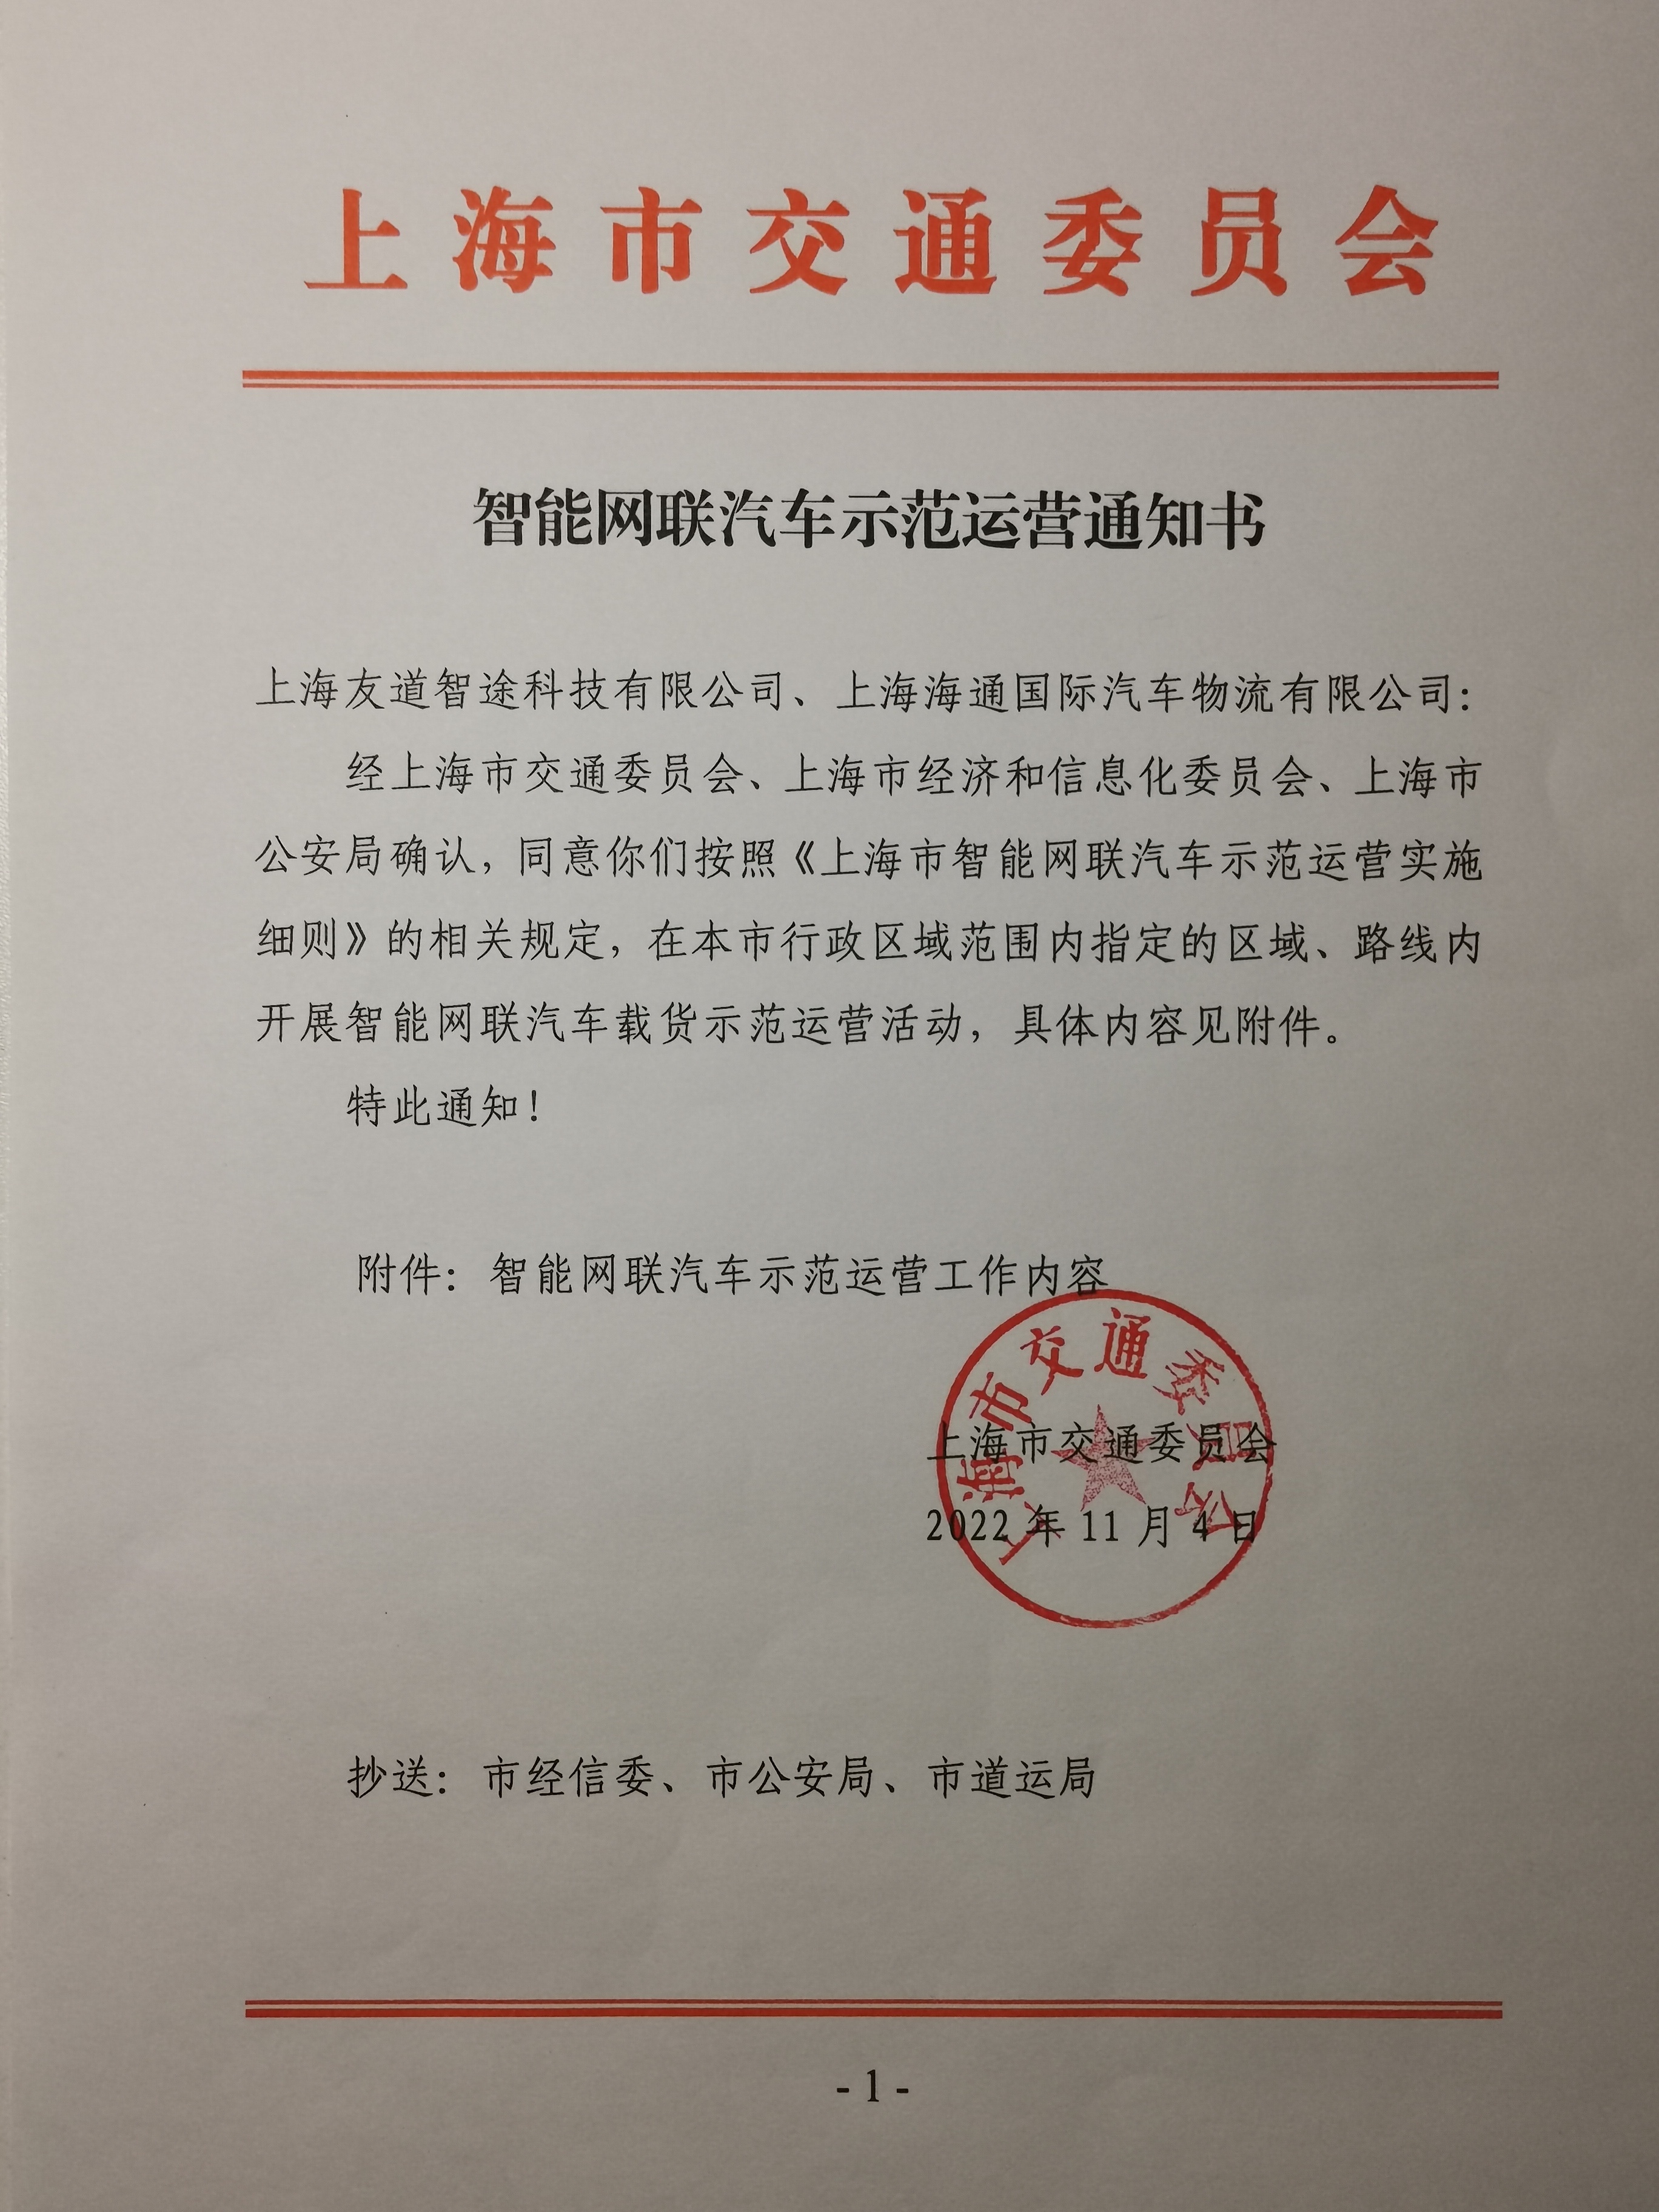 上海市交通委员会
智能网联汽车示范运营通知书
上海友道智途科技有限公司、上海海通国际汽车物流有限公司：
经上海市交通委员会、上海市经济和信息化委员会、上海市
公安局确认，同意你们按照《上海市智能网联汽车示范运营实施
细则》的相关规定，在本市行政区域范围内指定的区域、路线内
开展智能网联汽车载货示范运营活动，具体内容见附件。
特此通知！
附件：智能网联汽车示范运营工作内容
上海市交通委员会
上海市交通委员会
2022 年 11 月 4 日
抄送：市经信委、市公安局、市道运局
- 1 -